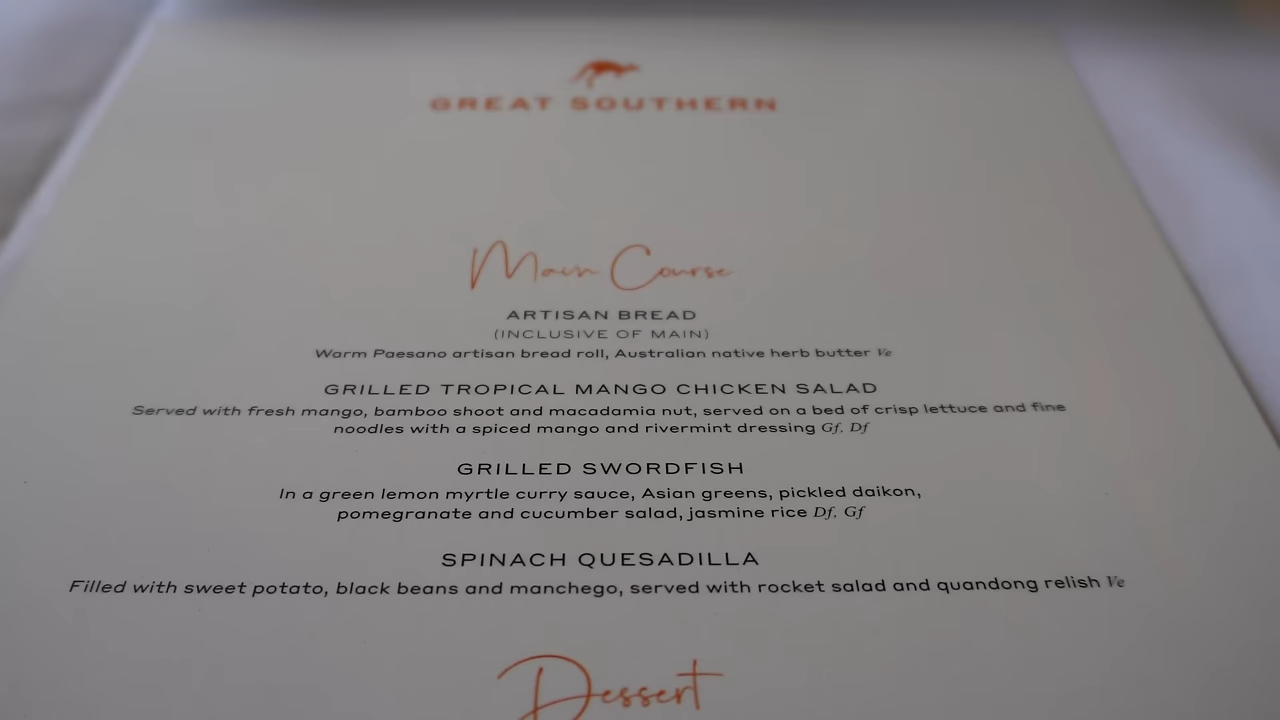 GREAT SOUTHERN
Main Course
ARTISAN BREAD
(INCLUSIVE OF MAIN)
Warm Paesano artisan bread roll, Australian native herb butter Ve
GRILLED TROPICAL MANGO CHICKEN SALAD
Served with fresh mango, bamboo shoot and macadamia nut, served on a bed of crisp lettuce and fine
noodles with a spiced mango and rivermint dressing Gf, Df
GRILLED SWORDFISH
In a green lemon myrtle curry sauce, Asian greens, pickled daikon,
pomegranate and cucumber salad, jasmine rice Df, Gf
SPINACH QUESADILLA
Filled with sweet potato, black beans and manchego, served with rocket salad and quandong relish Ve
Dessert